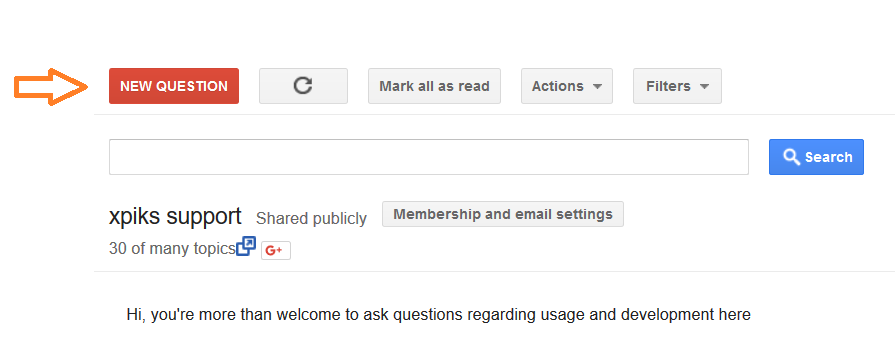 NEW QUESTION Mark all as read Actions Filters
Search
xpiks support Shared publicly Membership and email settings
30 of many topics G+
Hi, you're more than welcome to ask questions regarding usage and development here